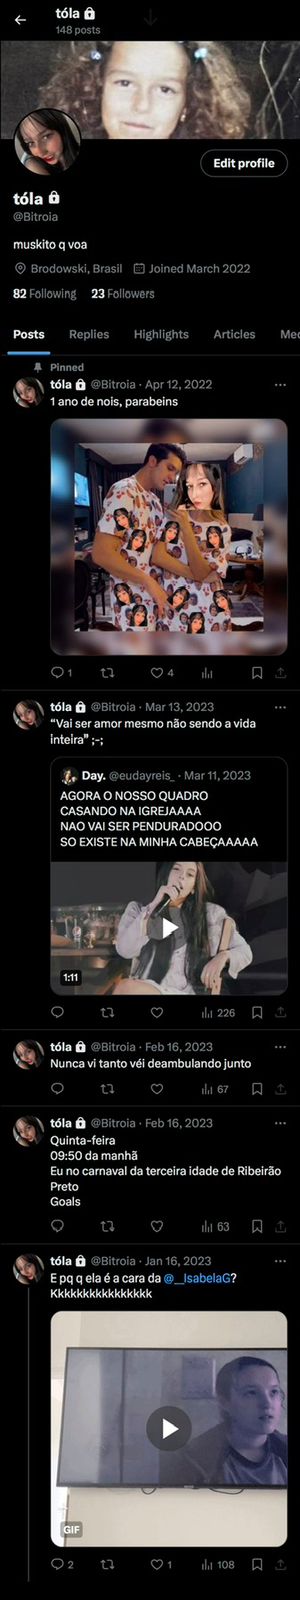 tóla
148 posts
Edit profile
tóla
@Bitroia
muskito q voa
Brodowski, Brasil Joined March 2022
82 Following 23 Followers
Posts Replies Highlights Articles Me
Pinned
tóla @Bitroia · Apr 12, 2022
1 ano de nois, parabeins
1 4
tóla @Bitroia · Mar 13, 2023
“Vai ser amor mesmo não sendo a vida
inteira” ;-;
Day. @eudayreis_ · Mar 11, 2023
AGORA O NOSSO QUADRO
CASANDO NA IGREJAAAA
NAO VAI SER PENDURADOOO
SO EXISTE NA MINHA CABEÇAAAAA
1:11
226
tóla @Bitroia · Feb 16, 2023
Nunca vi tanto véi deambulando junto
67
tóla @Bitroia · Feb 16, 2023
Quinta-feira
09:50 da manhã
Eu no carnaval da terceira idade de Ribeirão
Preto
Goals
63
tóla @Bitroia · Jan 16, 2023
E pq q ela é a cara da @__IsabelaG?
Kkkkkkkkkkkkkkkk
GIF
2 1 108